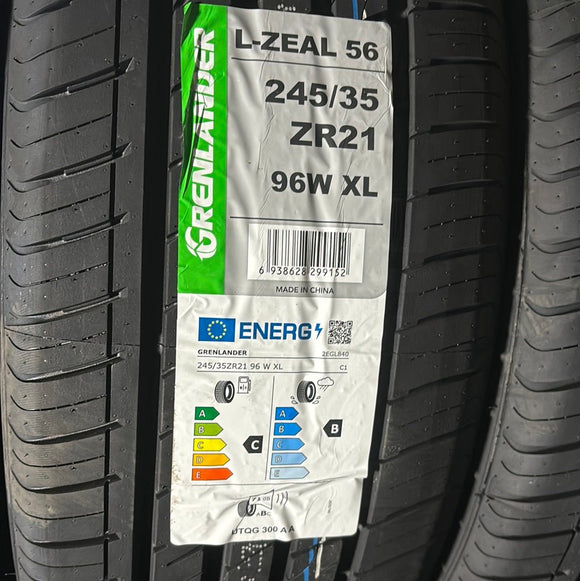 GRENLANDER
L-ZEAL 56
245/35
ZR21
96W XL
6 938628 299152
MADE IN CHINA
ENERG
GRENLANDER 2EGL840
245/35ZR21 96 W XL C1
A A
B B B
C C C
D D
E E
ABC
UTQG 300 A A